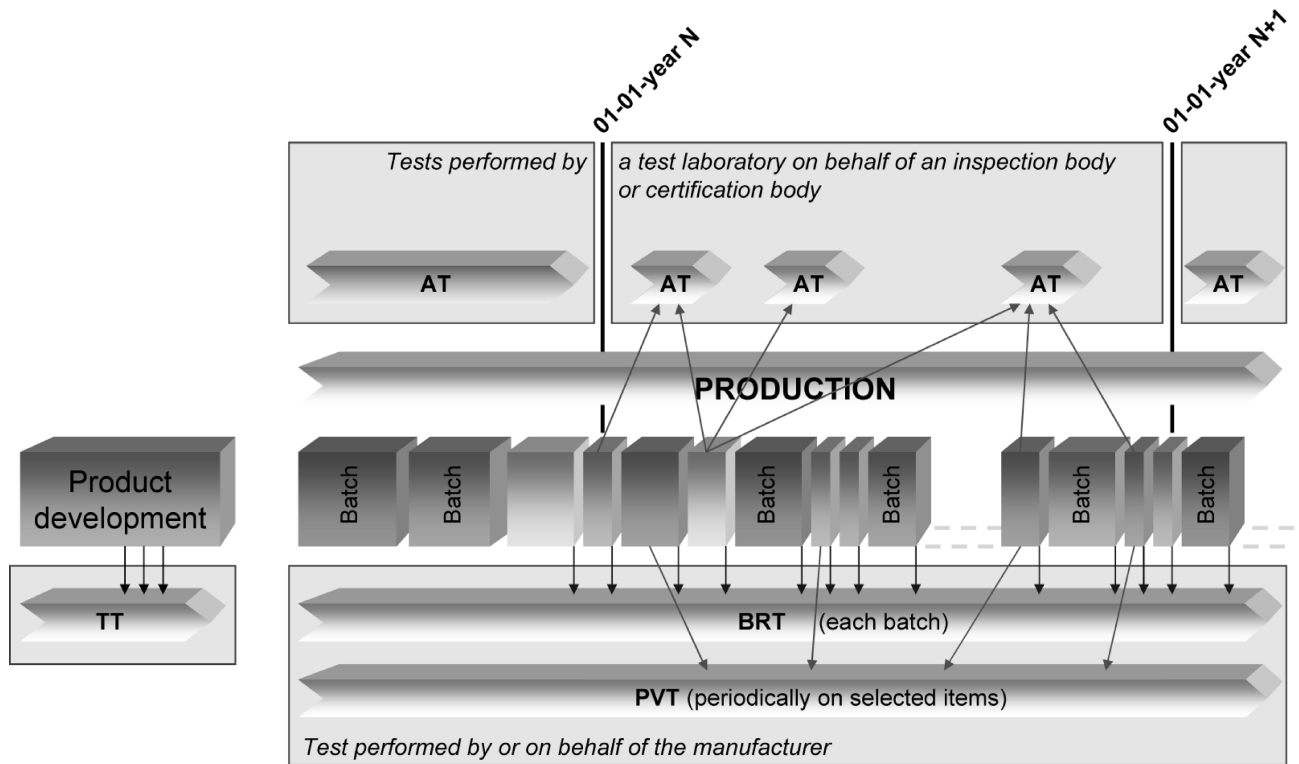 01-01-year N
01-01-year N+1
Tests performed by
a test laboratory on behalf of an inspection body
or certification body
AT
AT
AT
AT
AT
PRODUCTION
Product
development
Batch
Batch
Batch
Batch
Batch
Batch
TT
BRT (each batch)
PVT (periodically on selected items)
Test performed by or on behalf of the manufacturer